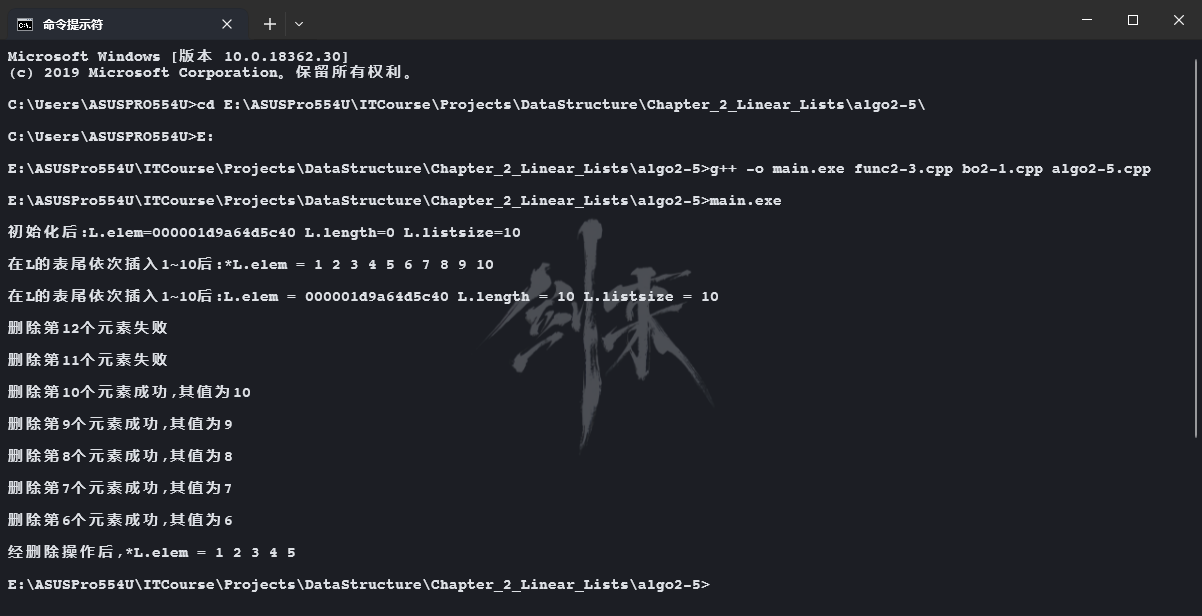 命令提示符
Microsoft Windows [版本 10.0.18362.30]
(c) 2019 Microsoft Corporation。保留所有权利。
C:\Users\ASUSPRO554U>cd E:\ASUSPro554U\ITCourse\Projects\DataStructure\Chapter_2_Linear_Lists\algo2-5\
C:\Users\ASUSPRO554U>E:
E:\ASUSPro554U\ITCourse\Projects\DataStructure\Chapter_2_Linear_Lists\algo2-5>g++ -o main.exe func2-3.cpp bo2-1.cpp algo2-5.cpp
E:\ASUSPro554U\ITCourse\Projects\DataStructure\Chapter_2_Linear_Lists\algo2-5>main.exe
初始化后:L.elem=000001d9a64d5c40 L.length=0 L.listsize=10
在L的表尾依次插入1~10后:*L.elem = 1 2 3 4 5 6 7 8 9 10
在L的表尾依次插入1~10后:L.elem = 000001d9a64d5c40 L.length = 10 L.listsize = 10
删除第12个元素失败
删除第11个元素失败
删除第10个元素成功,其值为10
删除第9个元素成功,其值为9
删除第8个元素成功,其值为8
删除第7个元素成功,其值为7
删除第6个元素成功,其值为6
经删除操作后,*L.elem = 1 2 3 4 5
E:\ASUSPro554U\ITCourse\Projects\DataStructure\Chapter_2_Linear_Lists\algo2-5>
剑来